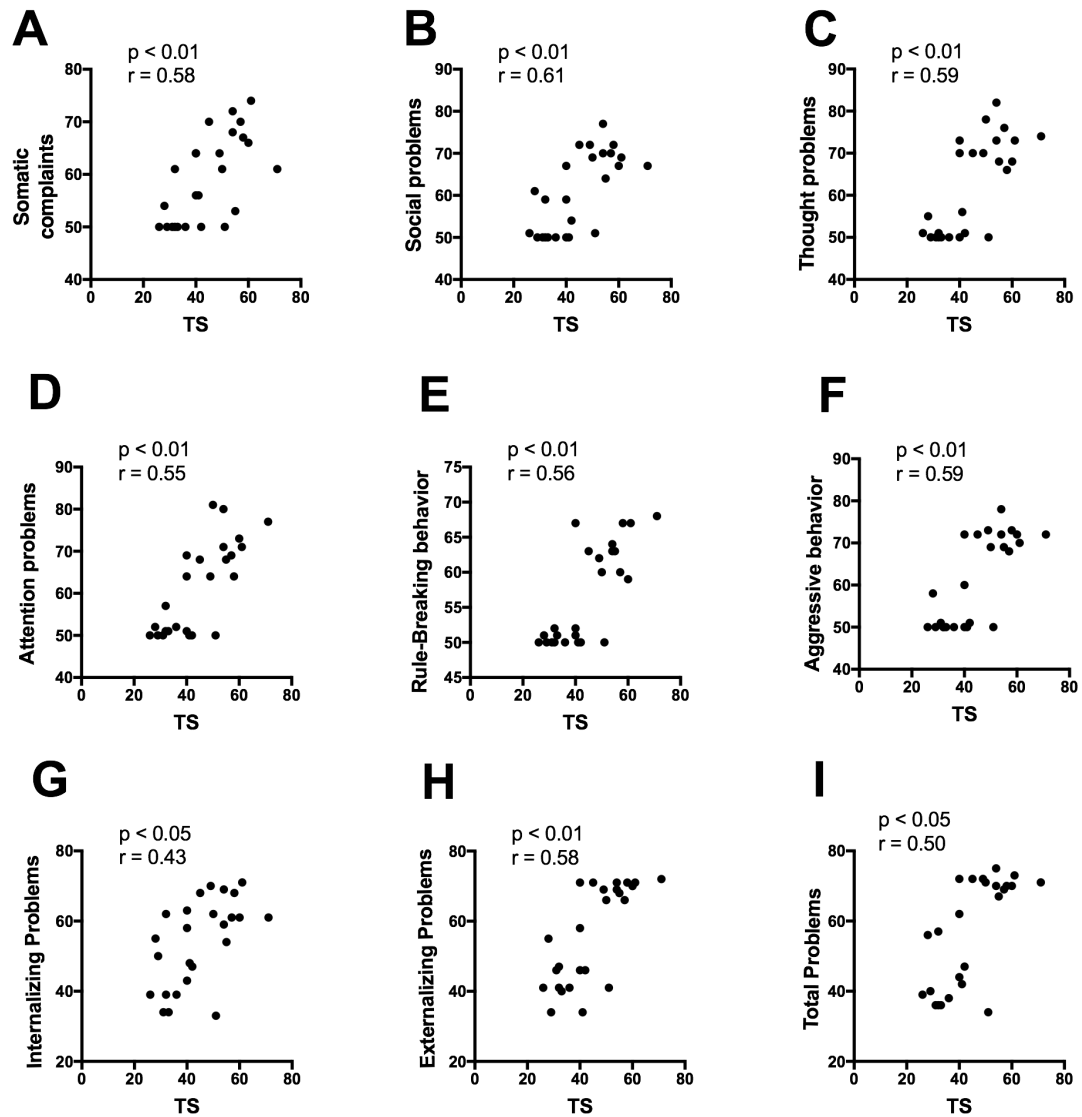 A
p < 0.01
r = 0.58
80
70
60
50
40
0
20
40
60
80
Somatic
complaints
TS
B
p < 0.01
r = 0.61
90
80
70
60
50
40
0
20
40
60
80
Social problems
TS
C
p < 0.01
r = 0.59
90
80
70
60
50
40
0
20
40
60
80
Thought problems
TS
D
p < 0.01
r = 0.55
90
80
70
60
50
40
0
20
40
60
80
Attention problems
TS
E
p < 0.01
r = 0.56
75
70
65
60
55
50
45
0
20
40
60
80
Rule-Breaking behavior
TS
F
p < 0.01
r = 0.59
90
80
70
60
50
40
0
20
40
60
80
Aggressive behavior
TS
G
p < 0.05
r = 0.43
80
60
40
20
0
20
40
60
80
Internalizing Problems
TS
H
p < 0.01
r = 0.58
80
60
40
20
0
20
40
60
80
Externalizing Problems
TS
I
p < 0.05
r = 0.50
80
60
40
20
0
20
40
60
80
Total Problems
TS